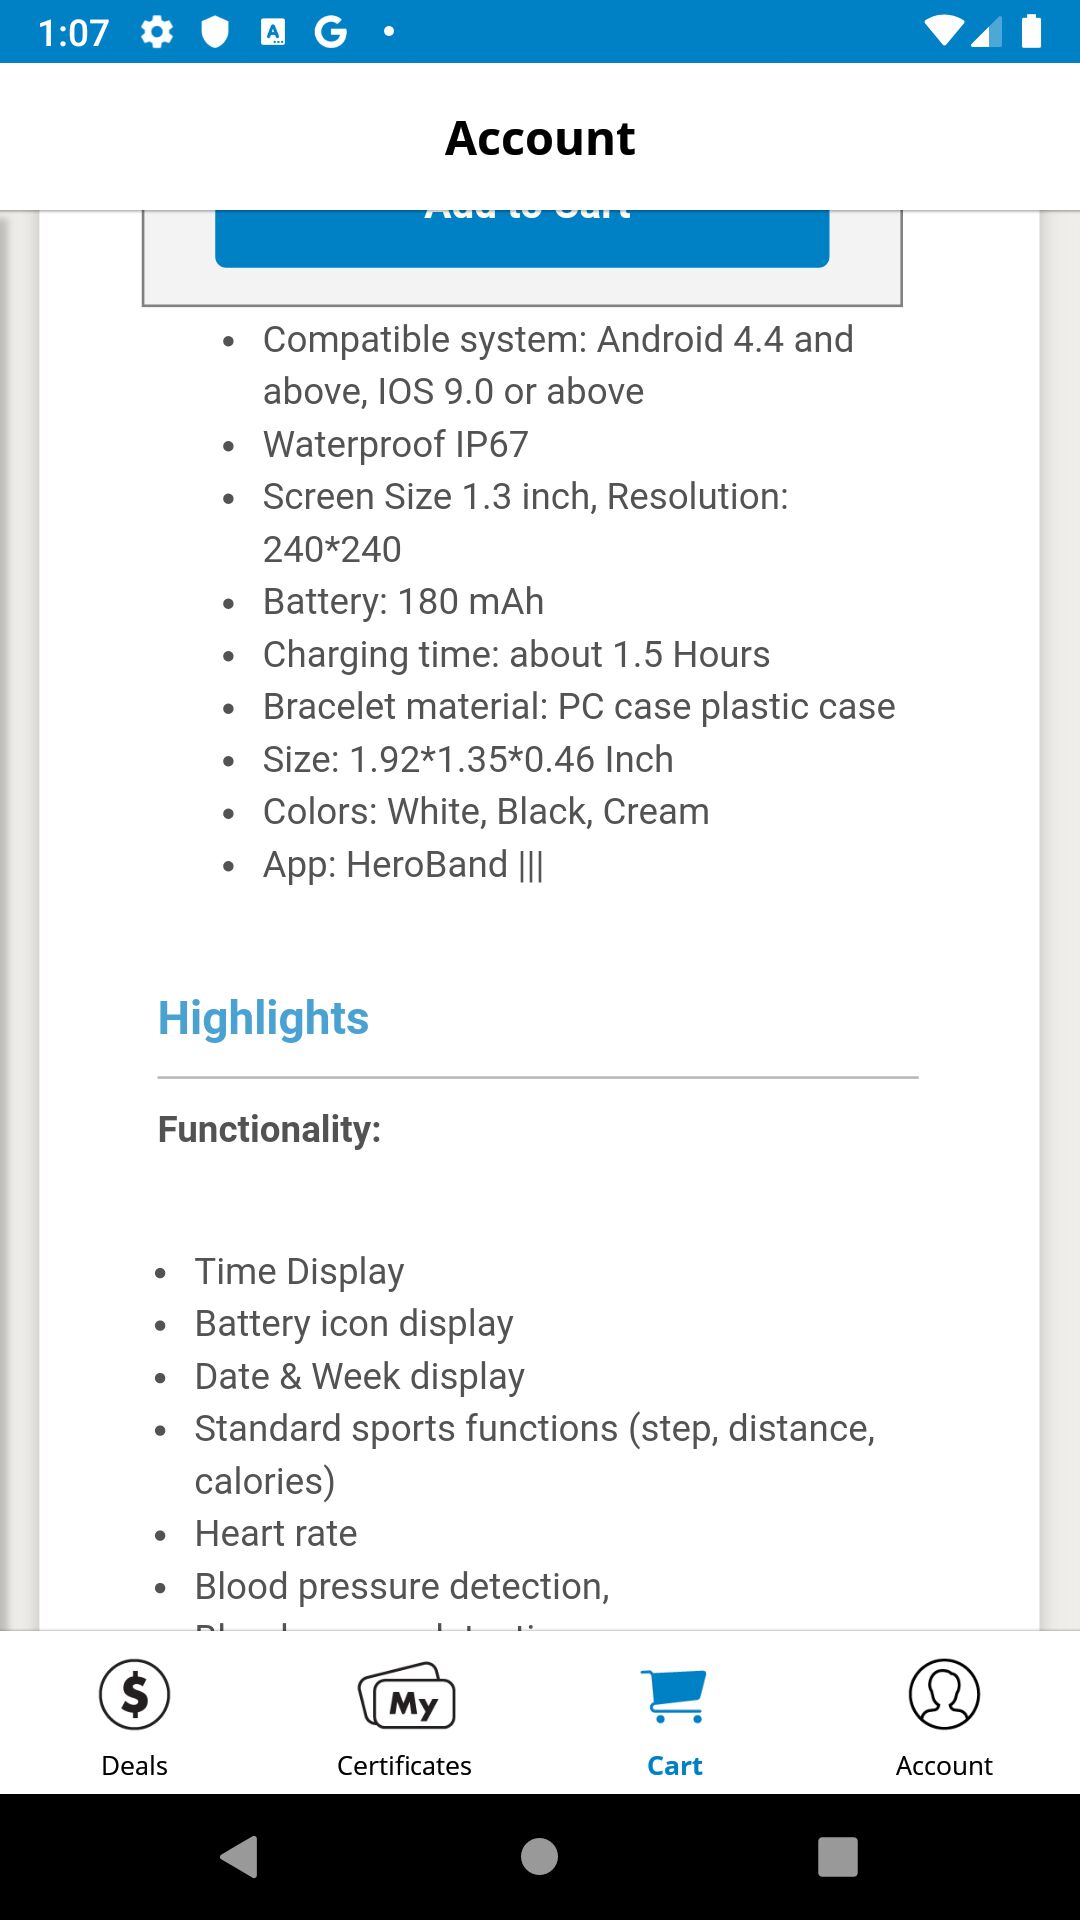 1:07
Account
Add to Cart
Compatible system: Android 4.4 and
above, IOS 9.0 or above
Waterproof IP67
Screen Size 1.3 inch, Resolution:
240*240
Battery: 180 mAh
Charging time: about 1.5 Hours
Bracelet material: PC case plastic case
Size: 1.92*1.35*0.46 Inch
Colors: White, Black, Cream
App: HeroBand |||
Highlights
Functionality:
Time Display
Battery icon display
Date & Week display
Standard sports functions (step, distance,
calories)
Heart rate
Blood pressure detection,
$
My
Deals
Certificates
Cart
Account